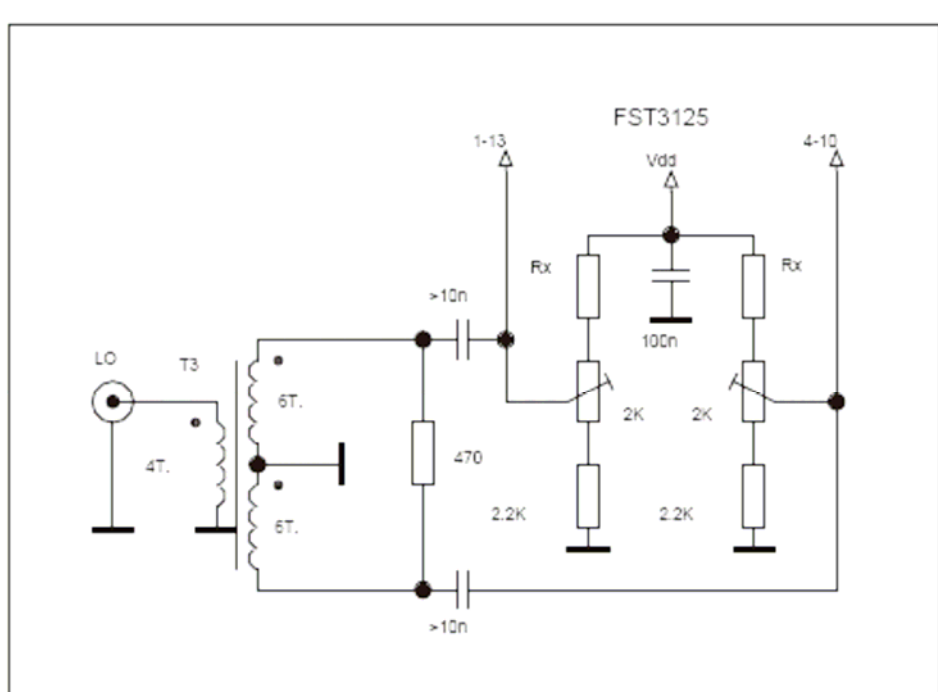 FST3125
1-13
4-10
Vdd
Rx
Rx
>10n
100n
LO
T3
6T.
2K
2K
4T.
470
6T.
2.2K
2.2K
>10n